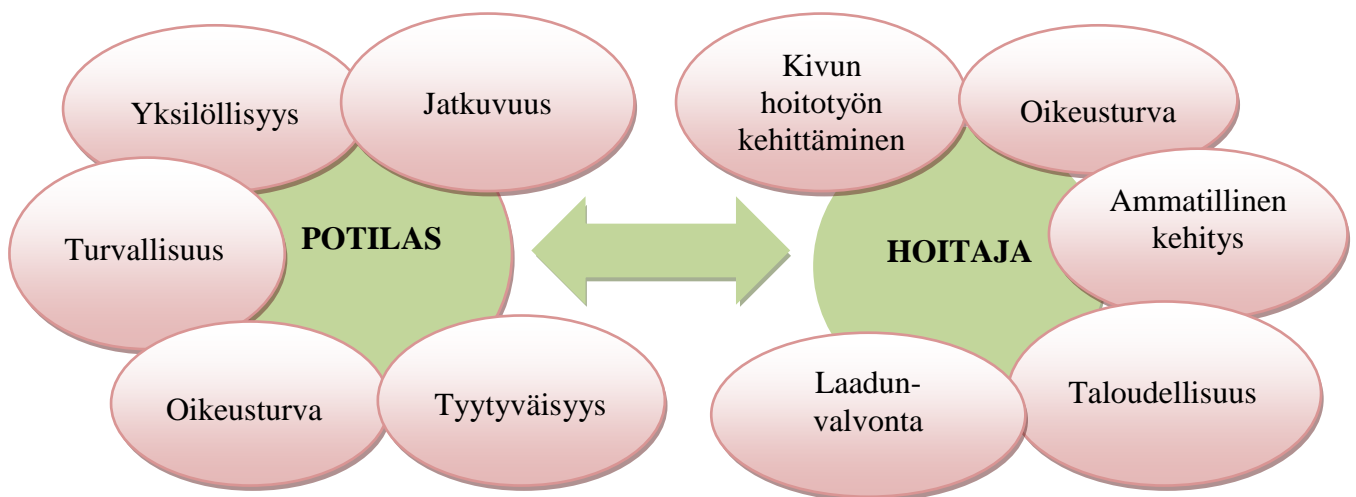 Yksilöllisyys
Jatkuvuus
Turvallisuus
POTILAS
Oikeusturva
Tyytyväisyys
Kivun
hoitotyön
kehittäminen
Oikeusturva
Ammatillinen
kehitys
HOITAJA
Laadun-
valvonta
Taloudellisuus